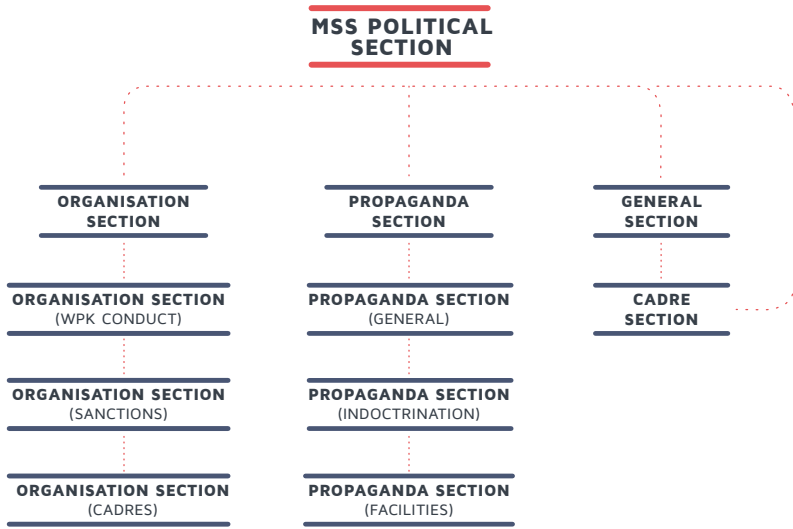 MSS POLITICAL
SECTION
ORGANISATION
SECTION
PROPAGANDA
SECTION
GENERAL
SECTION
ORGANISATION SECTION
(WPK CONDUCT)
PROPAGANDA SECTION
(GENERAL)
CADRE
SECTION
ORGANISATION SECTION
(SANCTIONS)
PROPAGANDA SECTION
(INDOCTRINATION)
ORGANISATION SECTION
(CADRES)
PROPAGANDA SECTION
(FACILITIES)